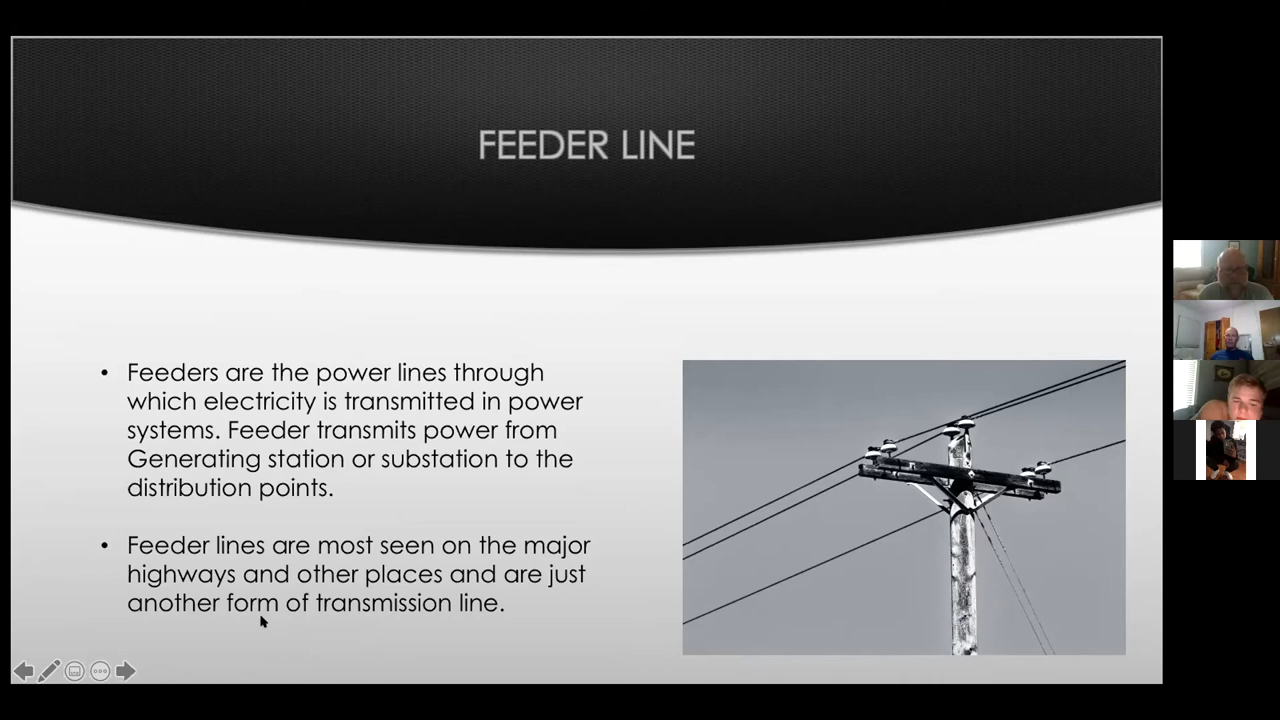 FEEDER LINE
• Feeders are the power lines through
which electricity is transmitted in power
systems. Feeder transmits power from
Generating station or substation to the
distribution points.
• Feeder lines are most seen on the major
highways and other places and are just
another form of transmission line.